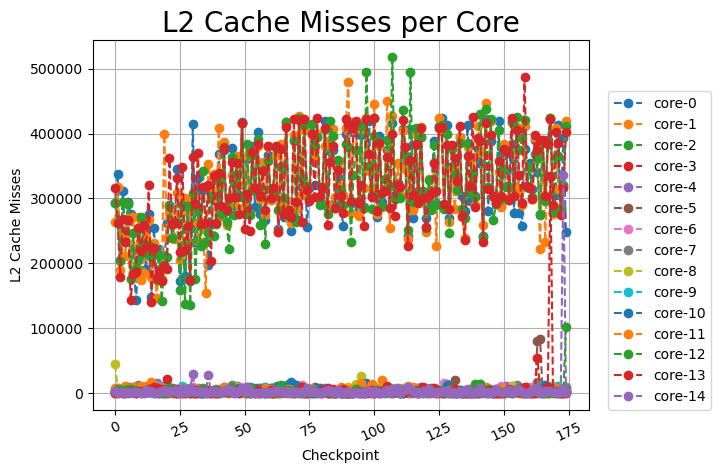 L2 Cache Misses per Core
L2 Cache Misses
500000
400000
300000
200000
100000
0
0
25
50
75
100
125
150
175
Checkpoint
core-0
core-1
core-2
core-3
core-4
core-5
core-6
core-7
core-8
core-9
core-10
core-11
core-12
core-13
core-14